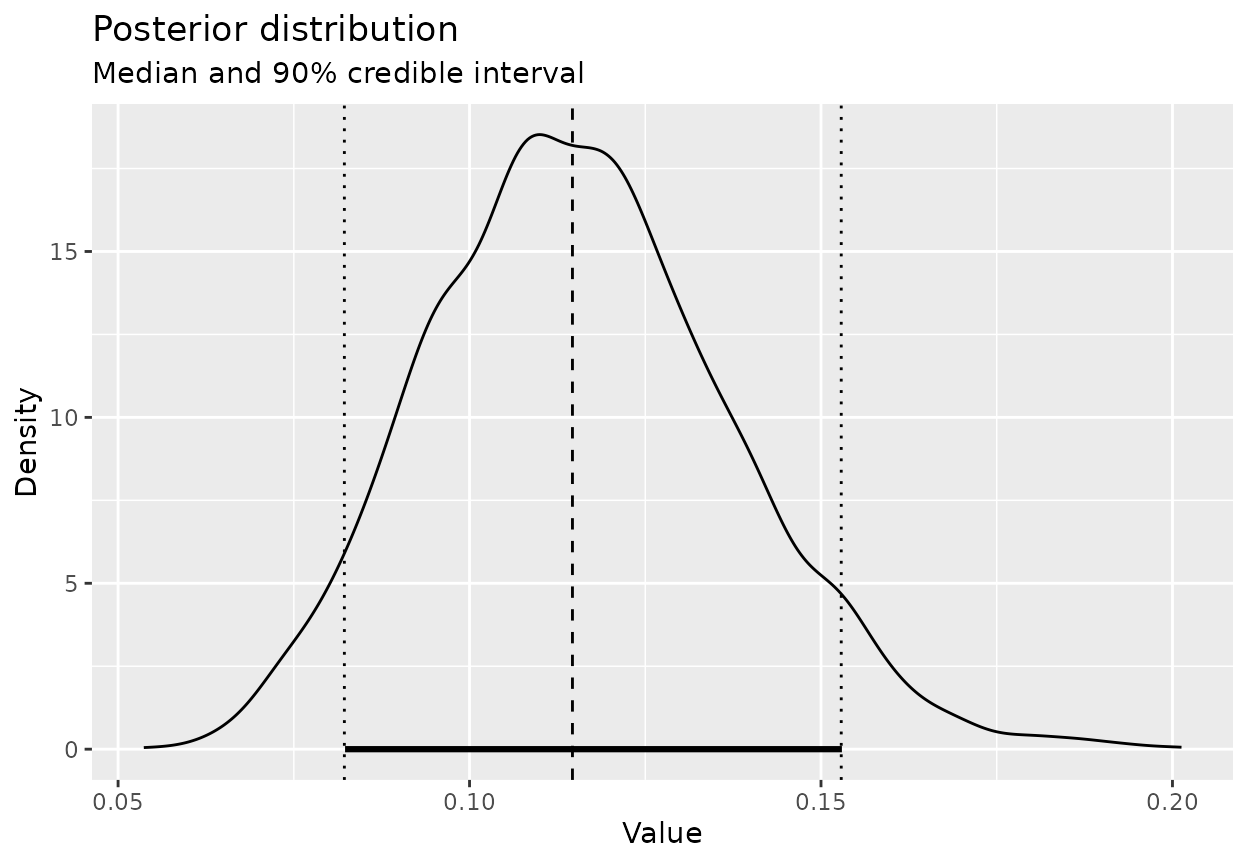 Posterior distribution
Median and 90% credible interval
Density
15
10
5
0
0.05 0.10 0.15 0.20
Value